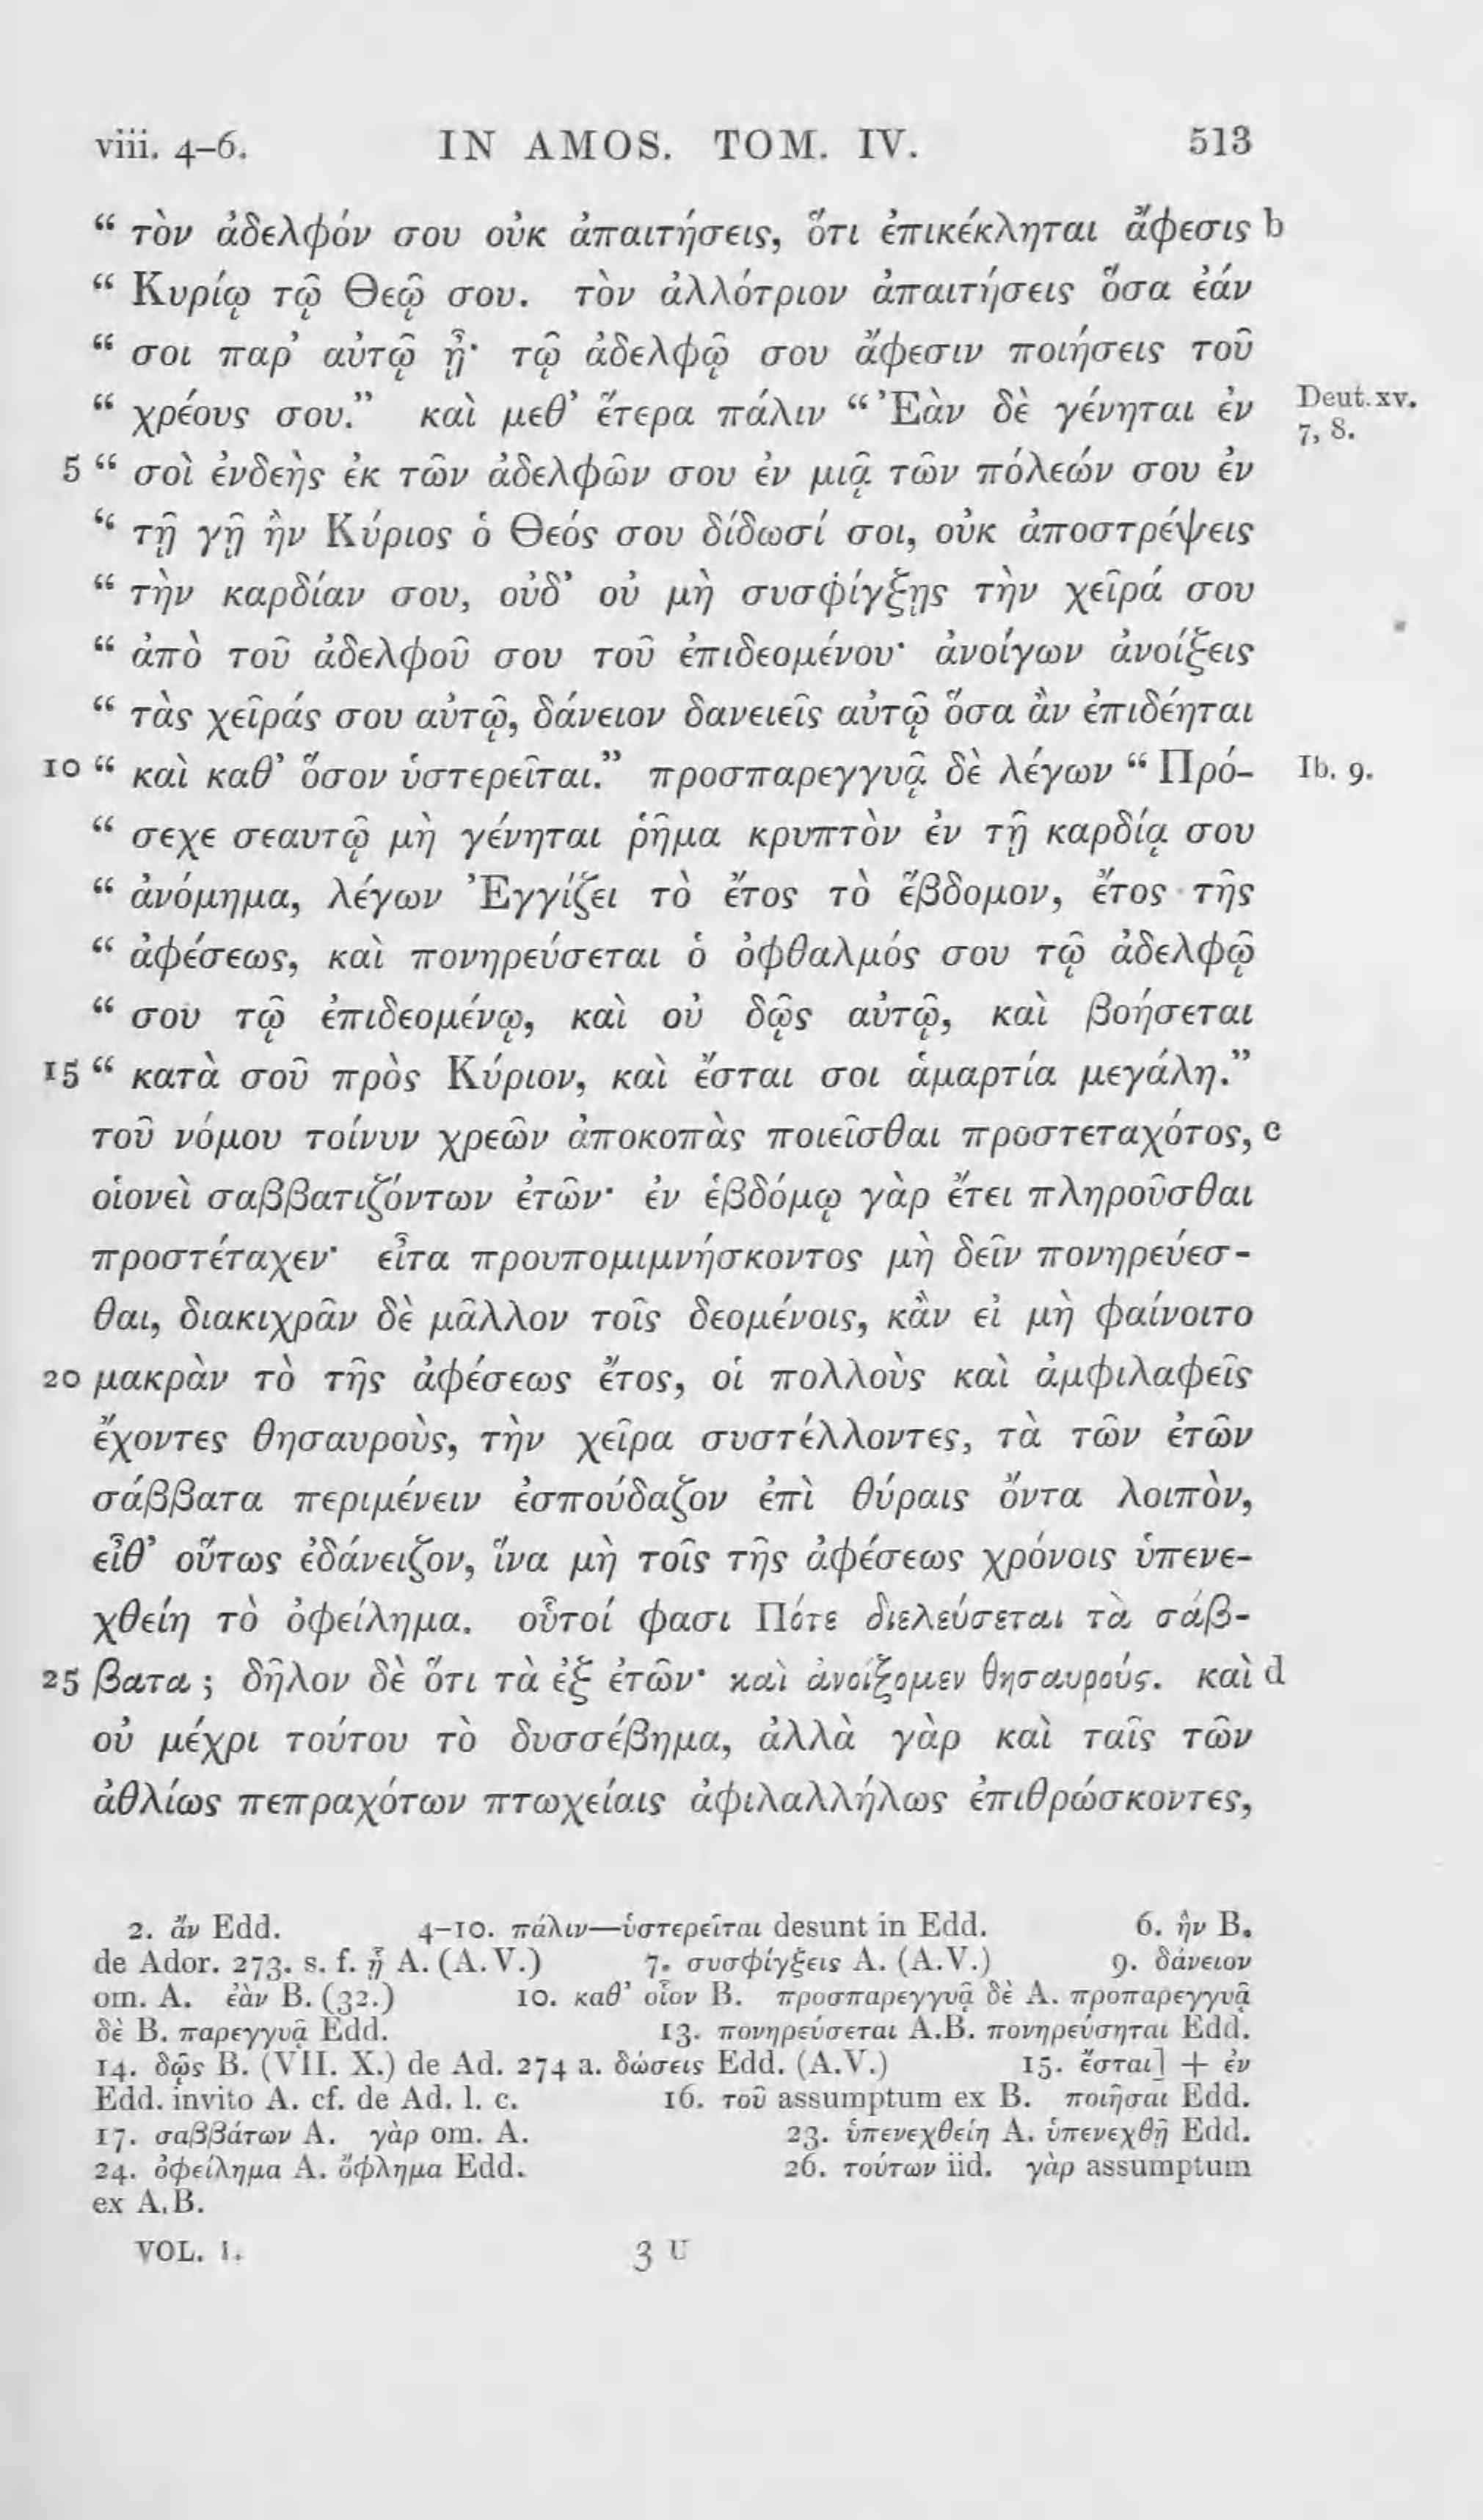 viii. 4–6. IN AMOS. TOM. IV. 513
“ τὸν ἀδελφόν σου οὐκ ἀπαιτήσεις, ὅτι ἐπικέκληται ἄφεσις b
“ Κυρίῳ τῷ Θεῷ σου. τὸν ἀλλότριον ἀπαιτήσεις ὅσα ἐάν
“ σοι παρ’ αὐτῷ ᾖ· τῷ ἀδελφῷ σου ἄφεσιν ποιήσεις τοῦ
“ χρέους σου.” καὶ μεθ’ ἕτερα πάλιν “ Ἐὰν δὲ γένηται ἐν Deut. xv. 7, 8.
5 “ σοὶ ἐνδεὴς ἐκ τῶν ἀδελφῶν σου ἐν μιᾷ τῶν πόλεών σου ἐν
“ τῇ γῇ ἣν Κύριος ὁ Θεός σου δίδωσί σοι, οὐκ ἀποστρέψεις
“ τὴν καρδίαν σου, οὐδ’ οὐ μὴ συσφίγξῃς τὴν χεῖρά σου
“ ἀπὸ τοῦ ἀδελφοῦ σου τοῦ ἐπιδεομένου· ἀνοίγων ἀνοίξεις
“ τὰς χεῖράς σου αὐτῷ, δάνειον δανειεῖς αὐτῷ ὅσα ἂν ἐπιδέηται
10 “ καὶ καθ’ ὅσον ὑστερεῖται.” προσπαρεγγυᾷ δὲ λέγων “ Πρό- Ib. 9.
“ σεχε σεαυτῷ μὴ γένηται ῥῆμα κρυπτὸν ἐν τῇ καρδίᾳ σου
“ ἀνόμημα, λέγων Ἐγγίζει τὸ ἔτος τὸ ἕβδομον, ἔτος τῆς
“ ἀφέσεως, καὶ πονηρεύσεται ὁ ὀφθαλμός σου τῷ ἀδελφῷ
“ σου τῷ ἐπιδεομένῳ, καὶ οὐ δῷς αὐτῷ, καὶ βοήσεται
15 “ κατὰ σοῦ πρὸς Κύριον, καὶ ἔσται σοι ἁμαρτία μεγάλη.”
τοῦ νόμου τοίνυν χρεῶν ἀποκοπὰς ποιεῖσθαι προστεταχότος, c
οἱονεὶ σαββατιζόντων ἐτῶν· ἐν ἑβδόμῳ γὰρ ἔτει πληροῦσθαι
προστέταχεν· εἶτα προυπομιμνήσκοντος μὴ δεῖν πονηρεύεσ-
θαι, διακιχρᾶν δὲ μᾶλλον τοῖς δεομένοις, κἂν εἰ μὴ φαίνοιτο
20 μακρὰν τὸ τῆς ἀφέσεως ἔτος, οἱ πολλοὺς καὶ ἀμφιλαφεῖς
ἔχοντες θησαυροὺς, τὴν χεῖρα συστέλλοντες, τὰ τῶν ἐτῶν
σάββατα περιμένειν ἐσπούδαζον ἐπὶ θύραις ὄντα λοιπὸν,
εἶθ’ οὕτως ἐδάνειζον, ἵνα μὴ τοῖς τῆς ἀφέσεως χρόνοις ὑπενε-
χθείη τὸ ὀφείλημα. οὗτοί φασι Πότε διελεύσεται τὰ σάβ-
25 βατα ; δῆλον δὲ ὅτι τὰ ἐξ ἐτῶν· καὶ ἀνοίξομεν θησαυρούς. καὶ d
οὐ μέχρι τούτου τὸ δυσσέβημα, ἀλλὰ γὰρ καὶ ταῖς τῶν
ἀθλίως πεπραχότων πτωχείαις ἀφιλαλλήλως ἐπιθρώσκοντες,
2. ἄν Edd. 4–10. πάλιν—ὑστερεῖται desunt in Edd. 6. ἣν B.
de Ador. 273. s. f. ᾗ A. (A.V.) 7. συσφίγξεις A. (A.V.) 9. δάνειον
om. A. ἐὰν B. (32.) 10. καθ’ οἷον B. προσπαρεγγυᾷ δὲ A. προπαρεγγυᾷ
δὲ B. παρεγγυᾷ Edd. 13. πονηρεύσεται A.B. πονηρεύσηται Edd.
14. δῷς B. (VII. X.) de Ad. 274 a. δώσεις Edd. (A.V.) 15. ἔσται] + ἐν
Edd. invito A. cf. de Ad. l. c. 16. τοῦ assumptum ex B. ποιῆσαι Edd.
17. σαββάτων A. γὰρ om. A. 23. ὑπενεχθείη A. ὑπενεχθῇ Edd.
24. ὀφείλημα A. ὄφλημα Edd. 26. τούτων iid. γὰρ assumptum
ex A.B.
VOL. I. 3 U